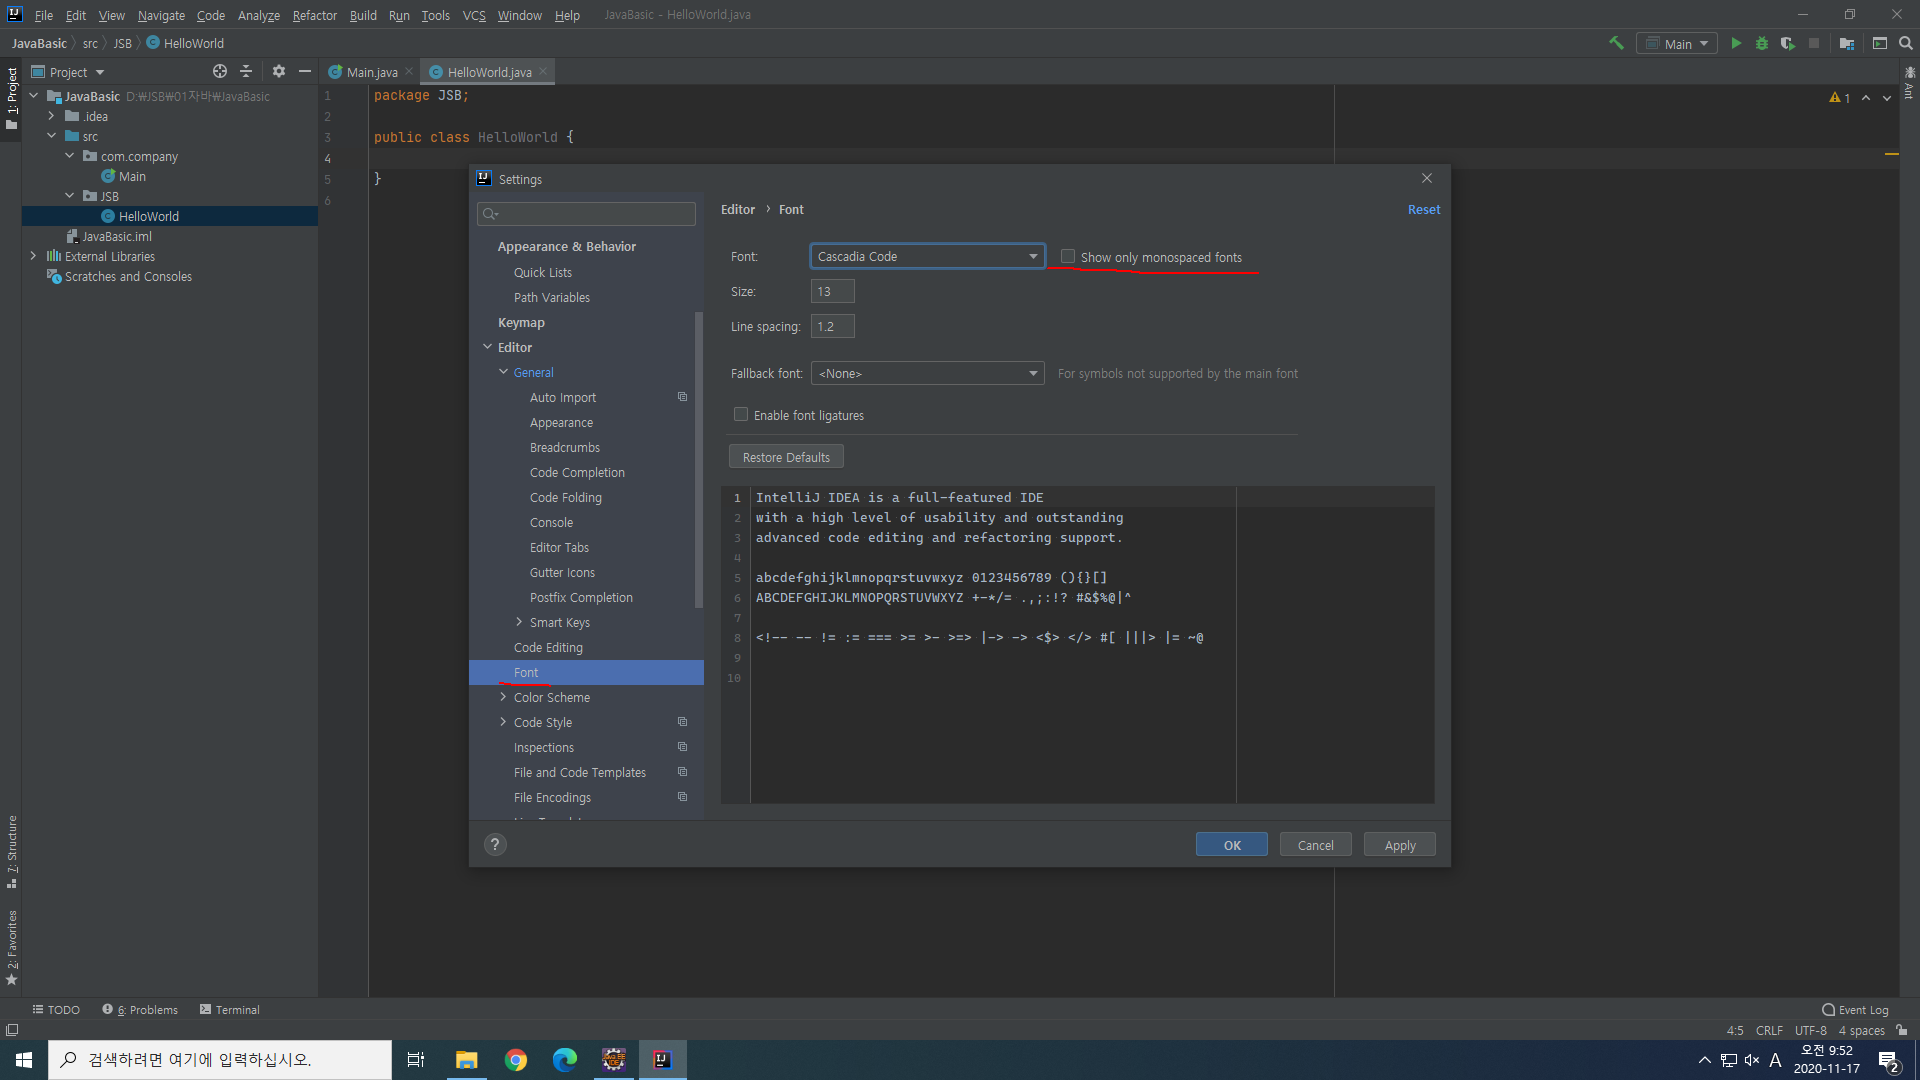 File Edit View Navigate Code Analyze Refactor Build Run Tools VCS Window Help JavaBasic - HelloWorld.java
JavaBasic src JSB HelloWorld
Main
Project
Main.java
HelloWorld.java
1: Project
JavaBasic D:₩JSB₩01자바₩JavaBasic
.idea
src
com.company
Main
JSB
HelloWorld
JavaBasic.iml
External Libraries
Scratches and Consoles
1 package JSB;
2
3 public class HelloWorld {
4
5 }
6
1
Ant
Settings
Appearance & Behavior
Quick Lists
Path Variables
Keymap
Editor
General
Auto Import
Appearance
Breadcrumbs
Code Completion
Code Folding
Console
Editor Tabs
Gutter Icons
Postfix Completion
Smart Keys
Code Editing
Font
Color Scheme
Code Style
Inspections
File and Code Templates
File Encodings
Editor › Font
Reset
Font: Cascadia Code Show only monospaced fonts
Size: 13
Line spacing: 1.2
Fallback font: <None> For symbols not supported by the main font
Enable font ligatures
Restore Defaults
1 IntelliJ IDEA is a full-featured IDE
2 with a high level of usability and outstanding
3 advanced code editing and refactoring support.
4
5 abcdefghijklmnopqrstuvwxyz 0123456789 (){}[]
6 ABCDEFGHIJKLMNOPQRSTUVWXYZ +-*/= .,;:!? #&$%@|^
7
8 <!-- -- != := === >= >- >=> |-> -> <$> </> #[ |||> |= ~@
9
10
? OK Cancel Apply
7: Structure
2: Favorites
TODO 6: Problems Terminal Event Log
4:5 CRLF UTF-8 4 spaces
검색하려면 여기에 입력하십시오.
A 오전 9:52
2020-11-17
2